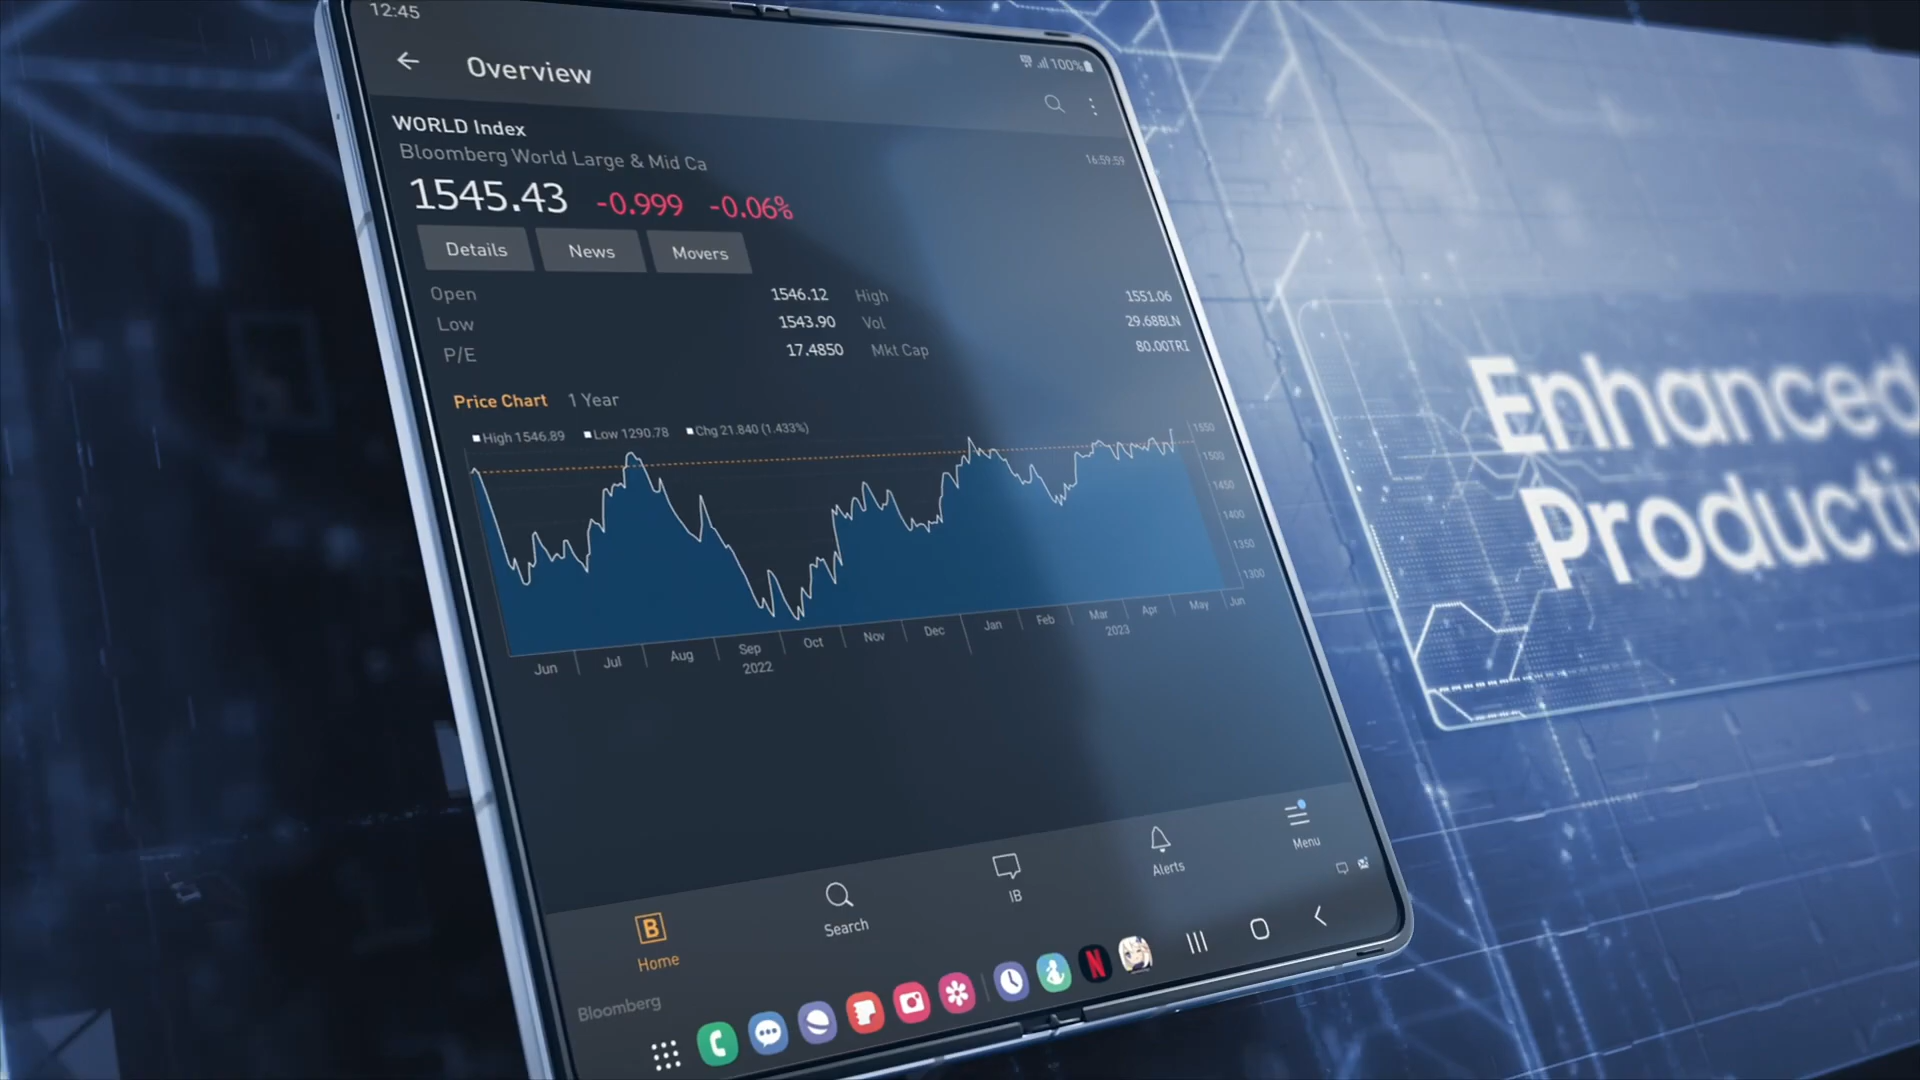 12:45
100%
Overview
WORLD Index
Bloomberg World Large & Mid Ca
16:59:59
1545.43 -0.999 -0.06%
Details News Movers
Open 1546.12 High 1551.06
Low 1543.90 Vol 29.68BLN
P/E 17.4850 Mkt Cap 80.00TRI
Price Chart 1 Year
High 1546.89 Low 1290.78 Chg 21.840 (1.433%)
1550
1500
1450
1400
1350
1300
Jun Jul Aug Sep Oct Nov Dec Jan Feb Mar Apr May Jun
2022 2023
Home Search IB Alerts Menu
Bloomberg
B
N
Enhanced
Producti